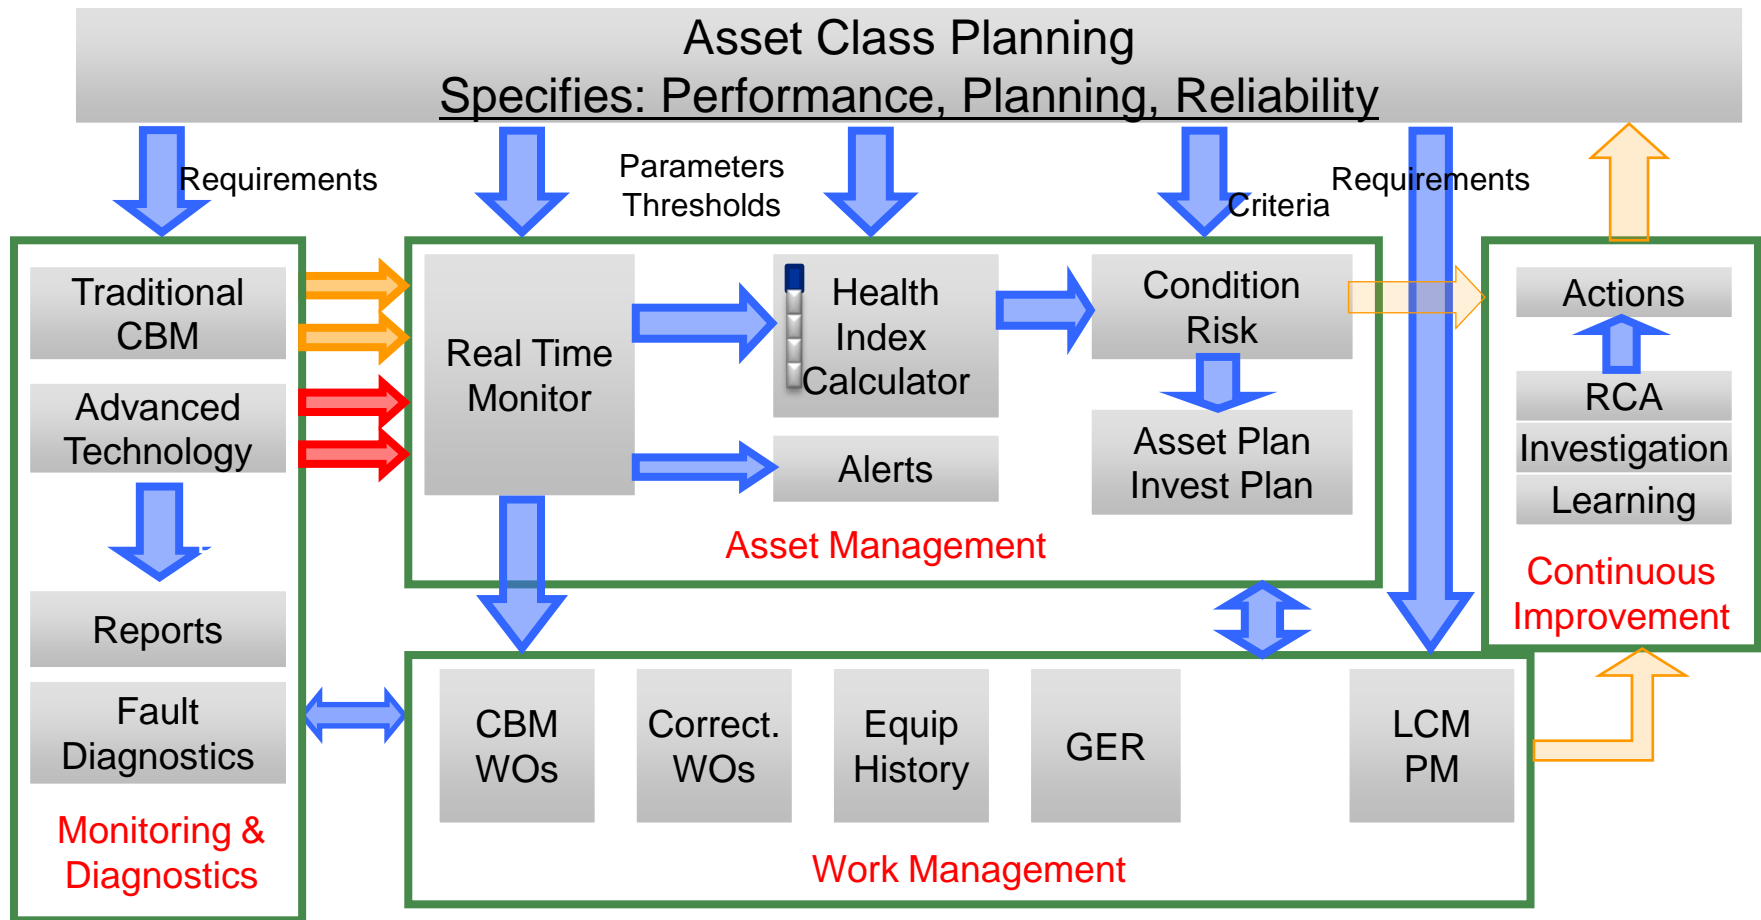 Asset Class Planning
Specifies: Performance, Planning, Reliability
Requirements
Parameters
Thresholds
Criteria
Requirements
Traditional
CBM
Advanced
Technology
Reports
Fault
Diagnostics
Monitoring &
Diagnostics
Real Time
Monitor
Health
Index
Calculator
Alerts
Condition
Risk
Asset Plan
Invest Plan
Asset Management
CBM
WOs
Correct.
WOs
Equip
History
GER
LCM
PM
Work Management
Actions
RCA
Investigation
Learning
Continuous
Improvement